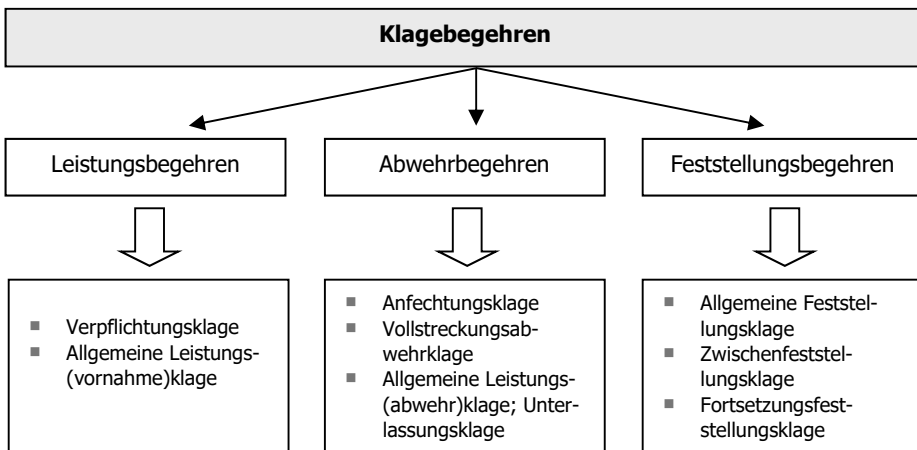 Klagebegehren
Leistungsbegehren
Abwehrbegehren
Feststellungsbegehren
Verpflichtungsklage
Allgemeine Leistungs-
(vornahme)klage
Anfechtungsklage
Vollstreckungsab-
wehrklage
Allgemeine Leistungs-
(abwehr)klage; Unter-
lassungsklage
Allgemeine Feststel-
lungsklage
Zwischenfeststel-
lungsklage
Fortsetzungsfest-
stellungsklage